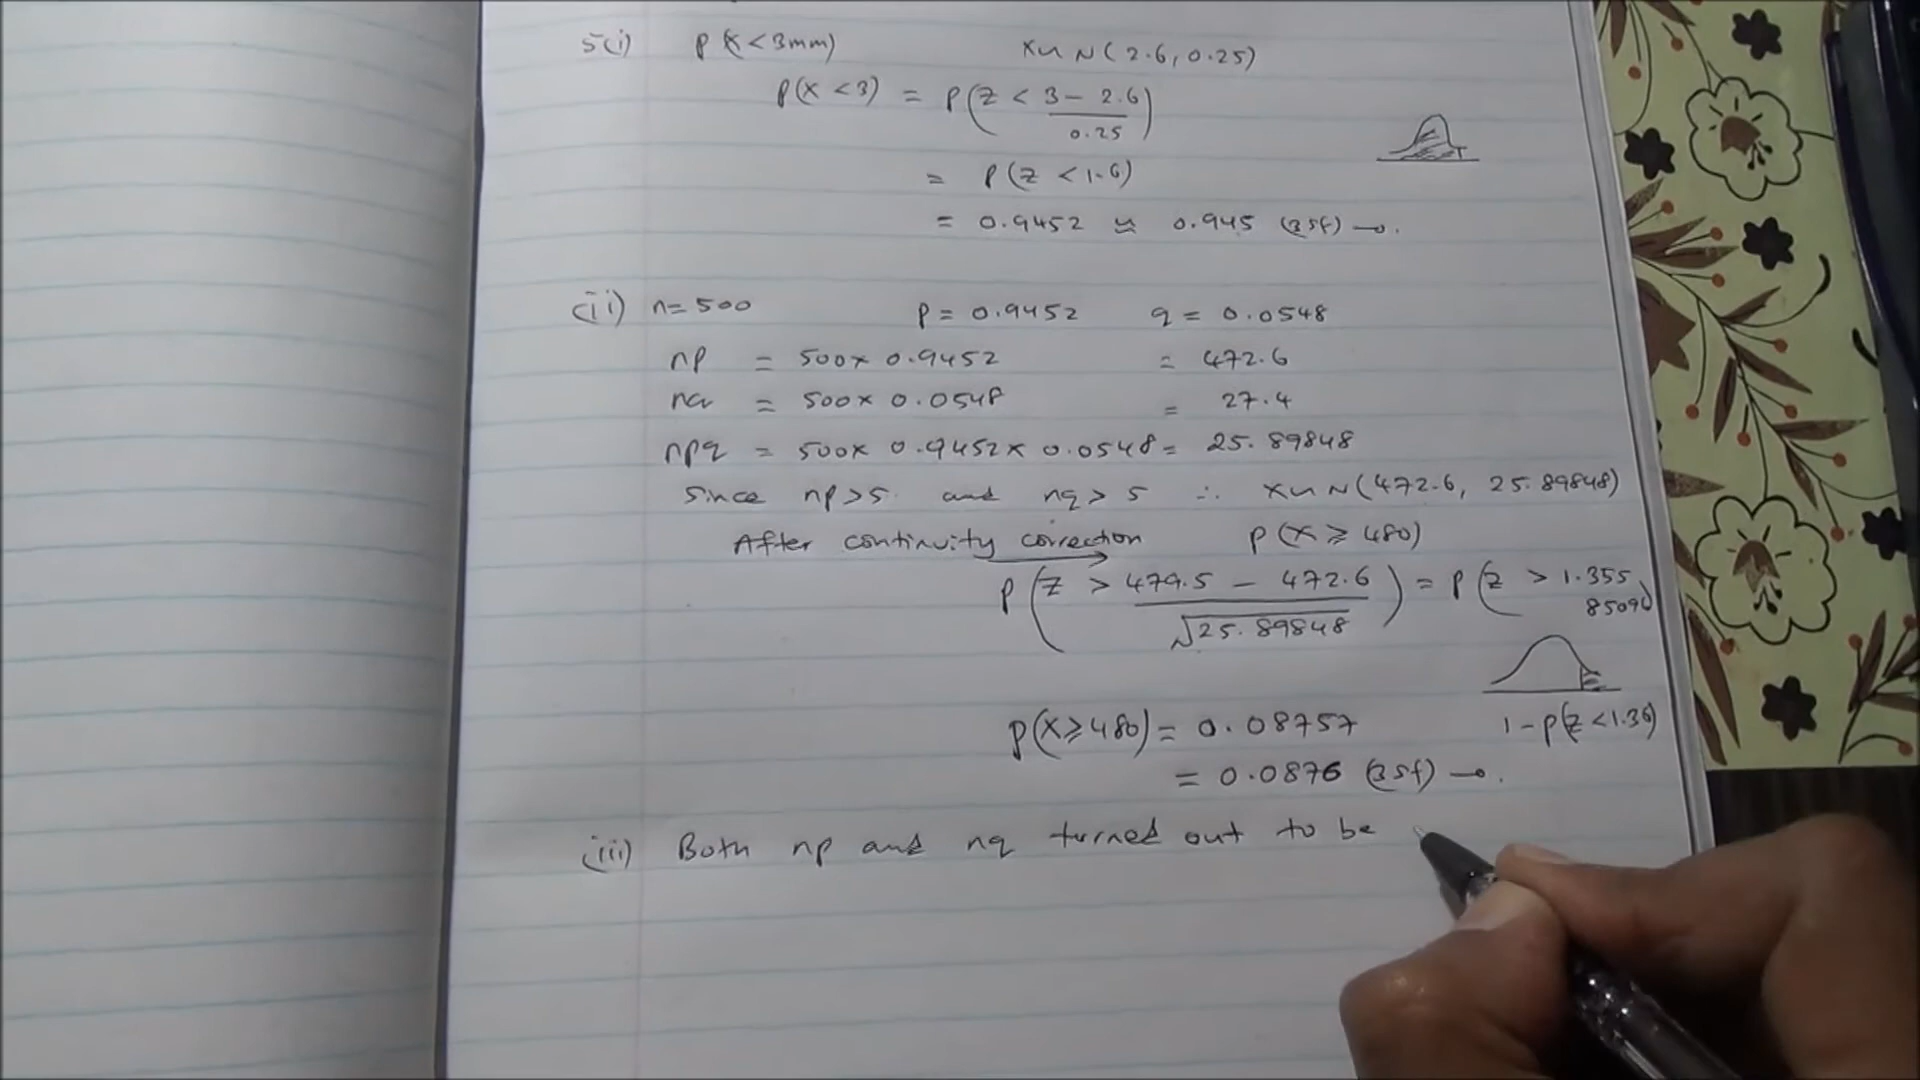 5(i) P(X < 3mm) X ~ N(2.6, 0.25)
P(X < 3) = P(Z < 3 - 2.6 / 0.25)
= P(Z < 1.6)
= 0.9452 ≈ 0.945 (3sf)
(ii) n = 500 p = 0.9452 q = 0.0548
np = 500 × 0.9452 = 472.6
nq = 500 × 0.0548 = 27.4
npq = 500 × 0.9452 × 0.0548 = 25.89848
Since np > 5 and nq > 5 ∴ X ~ N(472.6, 25.89848)
After continuity correction P(X ≥ 480)
P(Z > 479.5 - 472.6 / √25.89848) = P(Z > 1.355
1 - P(Z < 1.36)
P(X ≥ 480) = 0.08757
= 0.0876 (3sf)
(iii) Both np and nq turned out to be